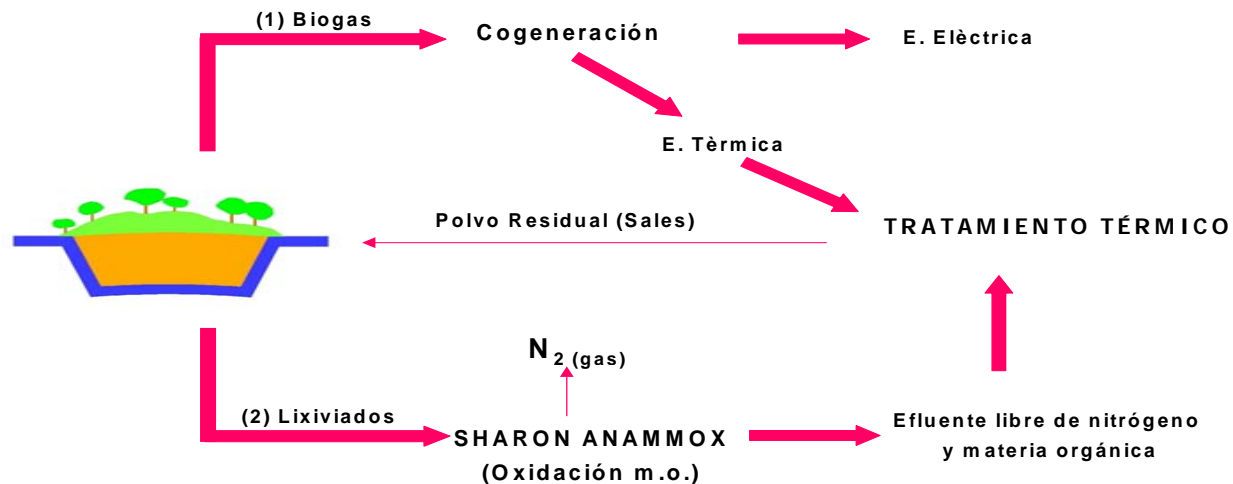 (1) Biogas
Cogeneración
E. Elèctrica
E. Tèrmica
Polvo Residual (Sales)
TRATAMIENTO TÉRMICO
N2 (gas)
(2) Lixiviados
SHARON ANAMMOX
(Oxidación m.o.)
Efluente libre de nitrógeno
y materia orgánica